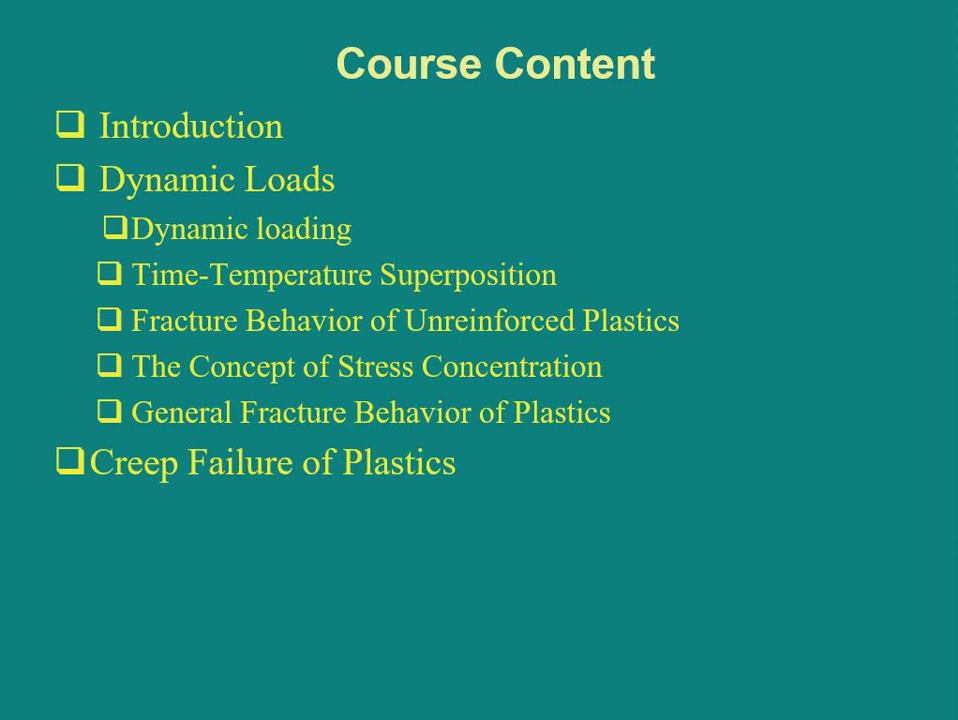 Course Content
❑ Introduction
❑ Dynamic Loads
❑Dynamic loading
❑ Time-Temperature Superposition
❑ Fracture Behavior of Unreinforced Plastics
❑ The Concept of Stress Concentration
❑ General Fracture Behavior of Plastics
❑Creep Failure of Plastics